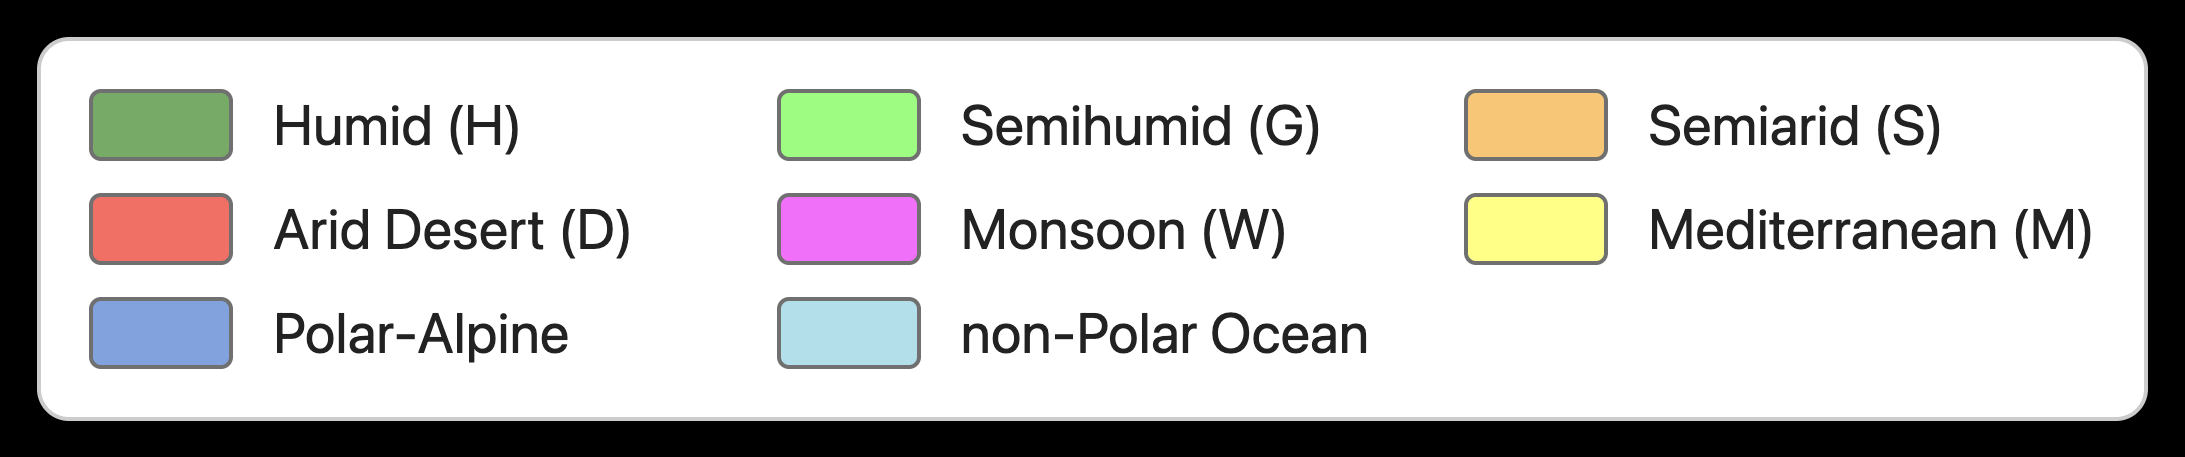 Humid (H)
Semihumid (G)
Semiarid (S)
Arid Desert (D)
Monsoon (W)
Mediterranean (M)
Polar-Alpine
non-Polar Ocean